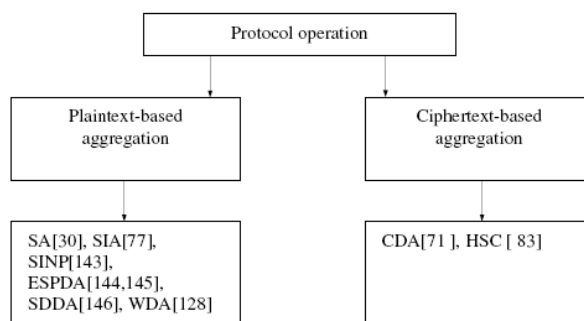 Protocol operation
Plaintext-based
aggregation
Ciphertext-based
aggregation
SA[30], SIA[77],
SINP[143],
ESPDA[144,145],
SDDA[146], WDA[128]
CDA[71 ], HSC [ 83]